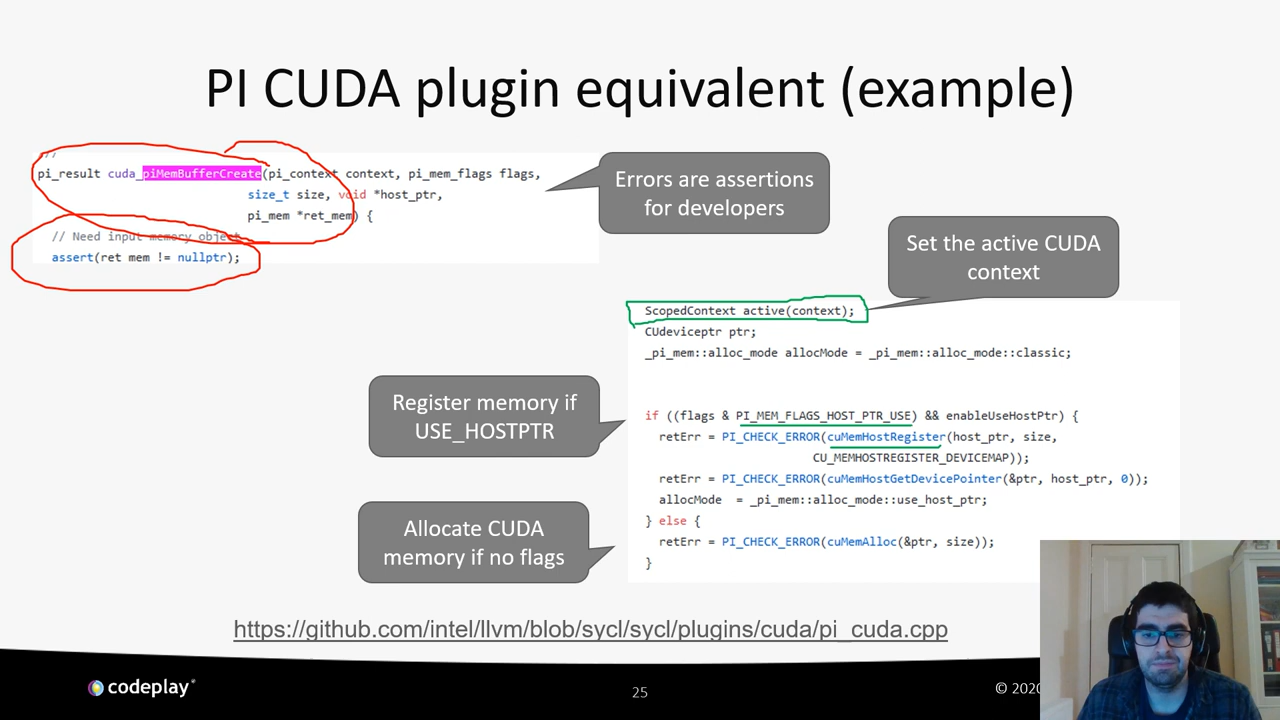 PI CUDA plugin equivalent (example)
///
pi_result cuda_piMemBufferCreate(pi_context context, pi_mem_flags flags,
size_t size, void *host_ptr,
pi_mem *ret_mem) {
// Need input memory object
assert(ret_mem != nullptr);
Errors are assertions
for developers
Set the active CUDA
context
ScopedContext active(context);
CUdeviceptr ptr;
_pi_mem::alloc_mode allocMode = _pi_mem::alloc_mode::classic;
Register memory if
USE_HOSTPTR
if ((flags & PI_MEM_FLAGS_HOST_PTR_USE) && enableUseHostPtr) {
retErr = PI_CHECK_ERROR(cuMemHostRegister(host_ptr, size,
CU_MEMHOSTREGISTER_DEVICEMAP));
retErr = PI_CHECK_ERROR(cuMemHostGetDevicePointer(&ptr, host_ptr, 0));
allocMode = _pi_mem::alloc_mode::use_host_ptr;
} else {
retErr = PI_CHECK_ERROR(cuMemAlloc(&ptr, size));
}
Allocate CUDA
memory if no flags
https://github.com/intel/llvm/blob/sycl/sycl/plugins/cuda/pi_cuda.cpp
codeplay®
25
© 2020